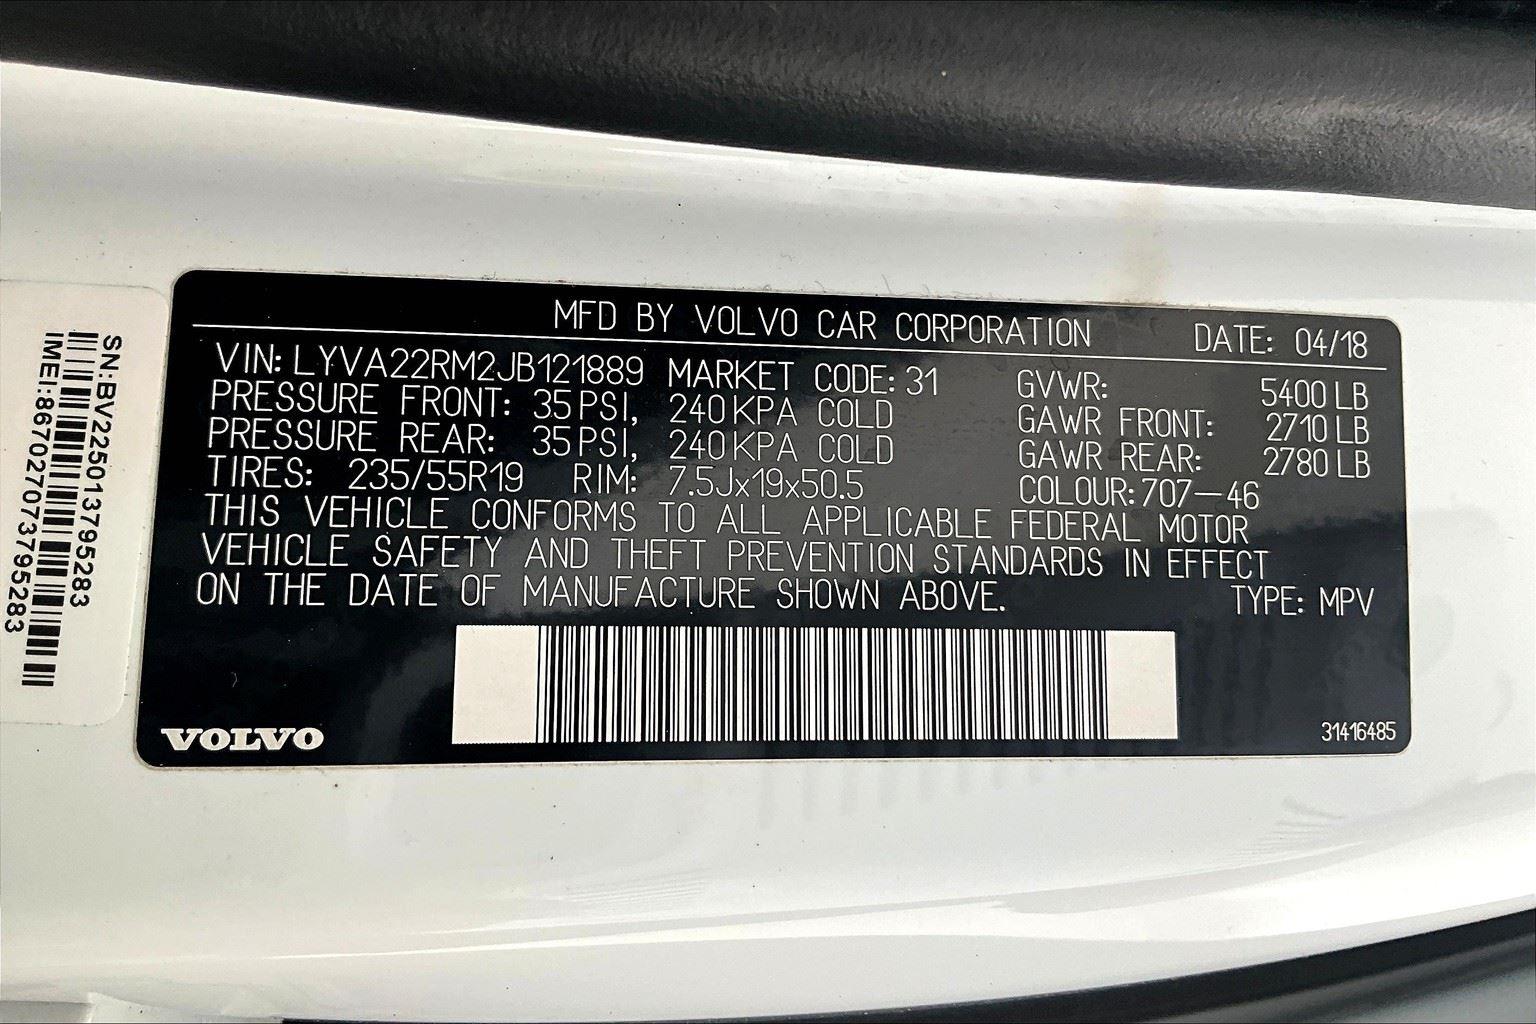 MFD BY VOLVO CAR CORPORATION DATE: 04/18
VIN: LYVA22RM2JB121889 MARKET CODE: 31 GVWR: 5400 LB
PRESSURE FRONT: 35 PSI, 240 KPA COLD GAWR FRONT: 2710 LB
PRESSURE REAR: 35 PSI, 240 KPA COLD GAWR REAR: 2780 LB
TIRES: 235/55R19 RIM: 7.5Jx19x50.5 COLOUR: 707-46
THIS VEHICLE CONFORMS TO ALL APPLICABLE FEDERAL MOTOR
VEHICLE SAFETY AND THEFT PREVENTION STANDARDS IN EFFECT
ON THE DATE OF MANUFACTURE SHOWN ABOVE. TYPE: MPV
VOLVO 31416485
SN:BV22501379​5283
IMEI:867027073795283